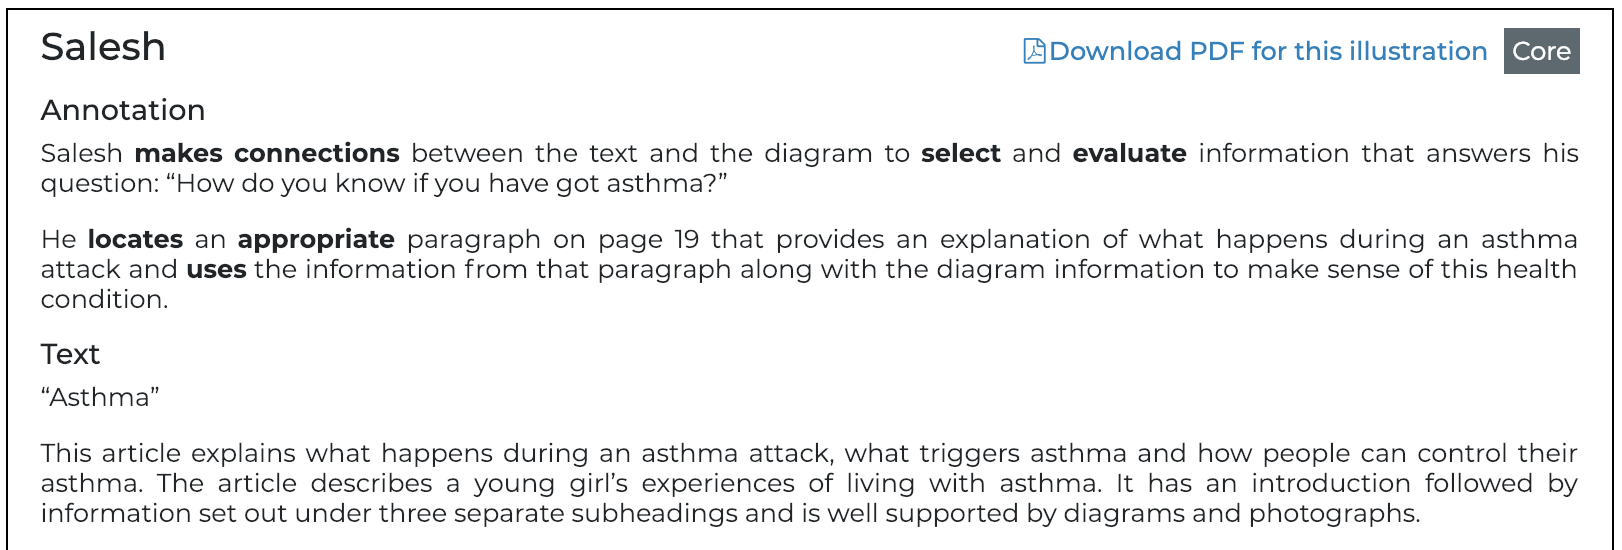 Salesh
Download PDF for this illustration Core
Annotation
Salesh makes connections between the text and the diagram to select and evaluate information that answers his
question: “How do you know if you have got asthma?”
He locates an appropriate paragraph on page 19 that provides an explanation of what happens during an asthma
attack and uses the information from that paragraph along with the diagram information to make sense of this health
condition.
Text
“Asthma”
This article explains what happens during an asthma attack, what triggers asthma and how people can control their
asthma. The article describes a young girl’s experiences of living with asthma. It has an introduction followed by
information set out under three separate subheadings and is well supported by diagrams and photographs.